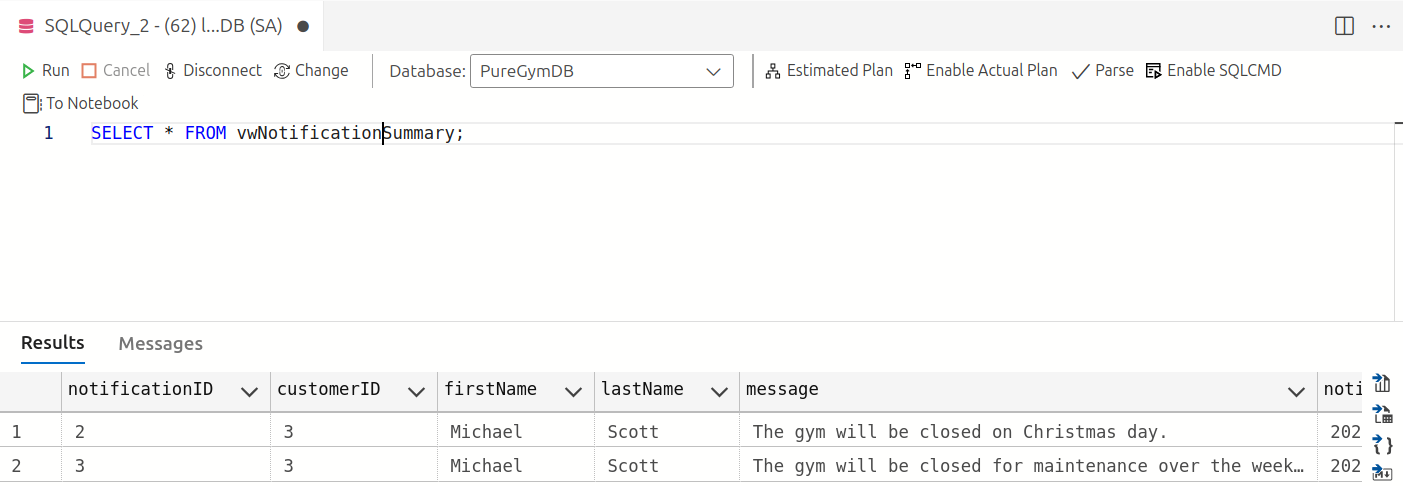 SQLQuery_2 - (62) l...DB (SA)
Run Cancel Disconnect Change Database: PureGymDB Estimated Plan Enable Actual Plan Parse Enable SQLCMD
To Notebook
1 SELECT * FROM vwNotificationSummary;
Results Messages
notificationID customerID firstName lastName message noti
1 2 3 Michael Scott The gym will be closed on Christmas day. 202
2 3 3 Michael Scott The gym will be closed for maintenance over the week… 202